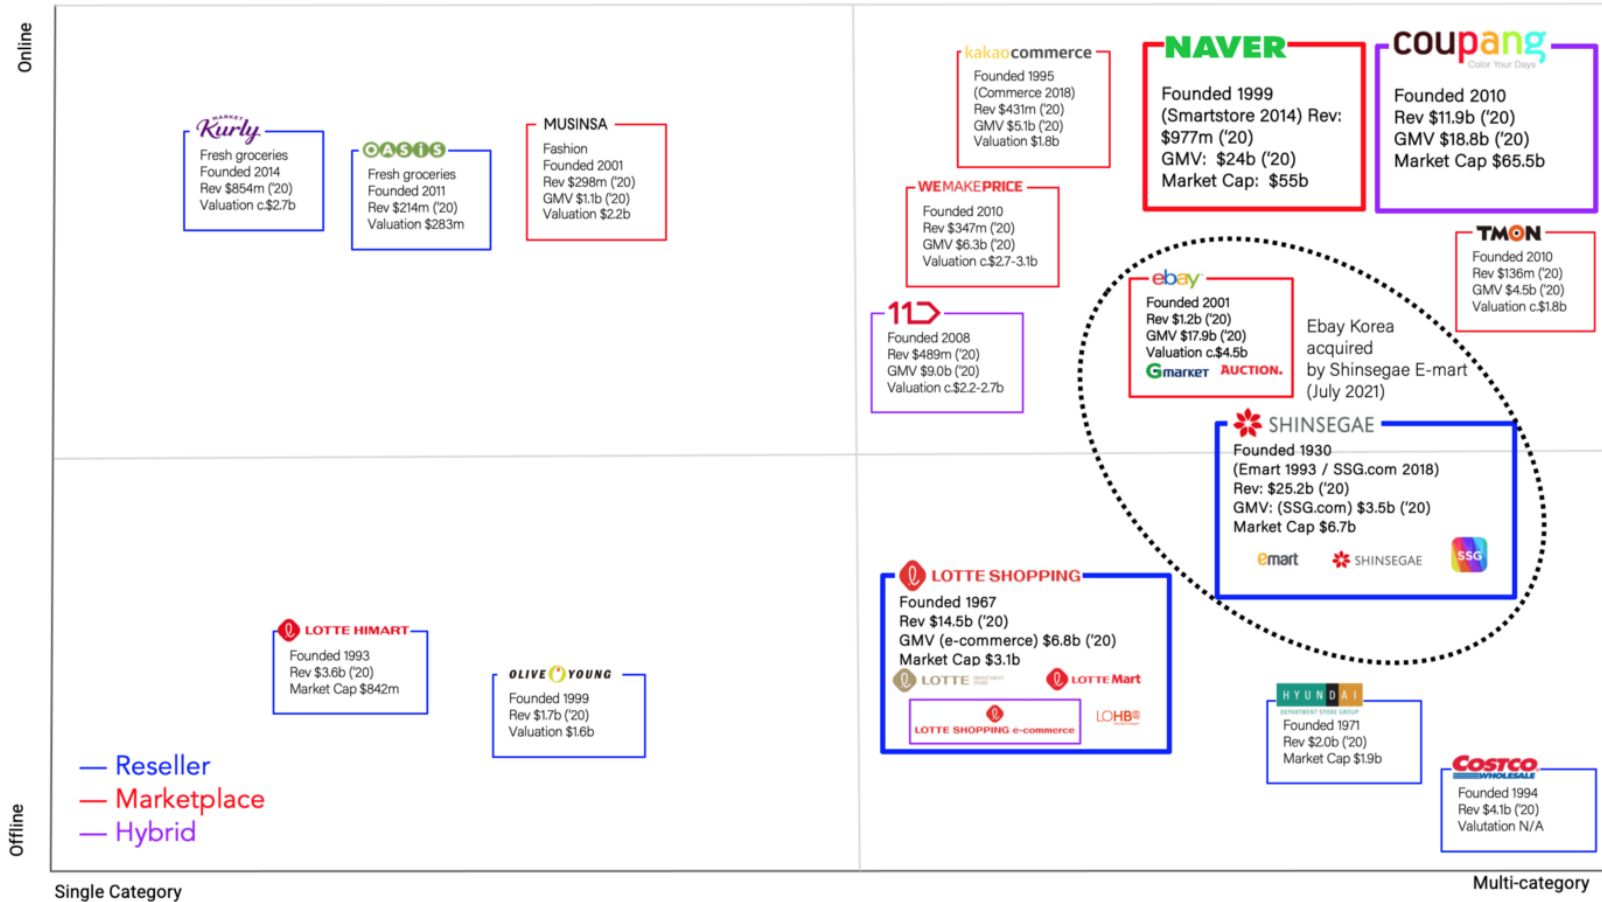 Online
MARKET
Kurly
Fresh groceries
Founded 2014
Rev $854m ('20)
Valuation c.$2.7b
OASIS
Fresh groceries
Founded 2011
Rev $214m ('20)
Valuation $283m
MUSINSA
Fashion
Founded 2001
Rev $298m ('20)
GMV $1.1b ('20)
Valuation $2.2b
kakaocommerce
Founded 1995
(Commerce 2018)
Rev $431m ('20)
GMV $5.1b ('20)
Valuation $1.8b
NAVER
Founded 1999
(Smartstore 2014) Rev:
$977m ('20)
GMV: $24b ('20)
Market Cap: $55b
coupang
Color Your Days
Founded 2010
Rev $11.9b ('20)
GMV $18.8b ('20)
Market Cap $65.5b
WEMAKEPRICE
Founded 2010
Rev $347m ('20)
GMV $6.3b ('20)
Valuation c.$2.7-3.1b
TMON
Founded 2010
Rev $136m ('20)
GMV $4.5b ('20)
Valuation c.$1.8b
11
Founded 2008
Rev $489m ('20)
GMV $9.0b ('20)
Valuation c.$2.2-2.7b
ebay
Founded 2001
Rev $1.2b ('20)
GMV $17.9b ('20)
Valuation c.$4.5b
Gmarket AUCTION.
Ebay Korea
acquired
by Shinsegae E-mart
(July 2021)
SHINSEGAE
Founded 1930
(Emart 1993 / SSG.com 2018)
Rev: $25.2b ('20)
GMV: (SSG.com) $3.5b ('20)
Market Cap $6.7b
emart SHINSEGAE SSG
LOTTE SHOPPING
Founded 1967
Rev $14.5b ('20)
GMV (e-commerce) $6.8b ('20)
Market Cap $3.1b
LOTTE DEPARTMENT STORE LOTTE Mart
LOTTE SHOPPING e-commerce
LOHB
LOTTE HIMART
Founded 1993
Rev $3.6b ('20)
Market Cap $842m
OLIVE YOUNG
Founded 1999
Rev $1.7b ('20)
Valuation $1.6b
HYUNDAI
DEPARTMENT STORE GROUP
Founded 1971
Rev $2.0b ('20)
Market Cap $1.9b
COSTCO
WHOLESALE
Founded 1994
Rev $4.1b ('20)
Valutation N/A
Reseller
Marketplace
Hybrid
Offline
Single Category
Multi-category